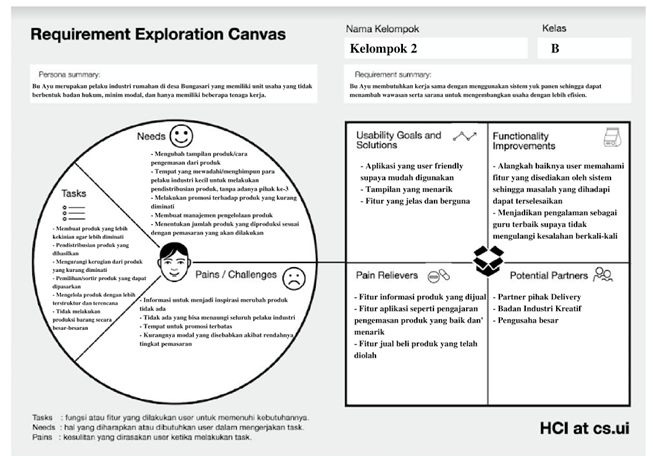 Requirement Exploration Canvas
Nama Kelompok
Kelas
Kelompok 2
B
Persona summary:
Bu Ayu merupakan pelaku industri rumahan di desa Bungasari yang memiliki unit usaha yang tidak
berbentuk badan hukum, minim modal, dan hanya memiliki beberapa tenaga kerja.
Requirement summary:
Bu Ayu membutuhkan kerja sama dengan menggunakan sistem yuk panen sehingga dapat
menambah wawasan serta sarana untuk mengembangkan usaha dengan lebih efisien.
Needs
- Mengubah tampilan produk/cara
pengemasan dari produk
- Tempat yang mewadahi/menghimpun para
pelaku industri kecil untuk melakukan
pendistribusian produk, tanpa adanya pihak ke-3
- Melakukan promosi terhadap produk yang kurang
diminati
- Membuat manajemen pengelolaan produk
- Menentukan jumlah produk yang diproduksi sesuai
dengan pemasaran yang akan dilakukan
Tasks
- Membuat produk yang lebih
kekinian agar lebih diminati
- Pendistribusian produk yang
dihasilkan
- Mengurangi kerugian dari produk
yang kurang diminati
- Pemilihan/sortir produk yang dapat
dipasarkan
- Mengelola produk dengan lebih
terstruktur dan terencana
- Tidak melakukan
produksi barang secara
besar-besaran
Pains / Challenges
- Informasi untuk menjadi inspirasi merubah produk
tidak ada
- Tidak ada yang bisa menaungi seluruh pelaku industri
- Tempat untuk promosi terbatas
- Kurangnya modal yang disebabkan akibat rendahnya
tingkat pemasaran
Usability Goals and
Solutions
- Aplikasi yang user friendly
supaya mudah digunakan
- Tampilan yang menarik
- Fitur yang jelas dan berguna
Functionality
Improvements
- Alangkah baiknya user memahami
fitur yang disediakan oleh sistem
sehingga masalah yang dihadapi
dapat terselesaikan
- Menjadikan pengalaman sebagai
guru terbaik supaya tidak
mengulangi kesalahan berkali-kali
Pain Relievers
- Fitur informasi produk yang dijual
- Fitur aplikasi seperti pengajaran
pengemasan produk yang baik dan'
menarik
- Fitur jual beli produk yang telah
diolah
Potential Partners
- Partner pihak Delivery
- Badan Industri Kreatif
- Pengusaha besar
Tasks : fungsi atau fitur yang dilakukan user untuk memenuhi kebutuhannya.
Needs : hal yang diharapkan atau dibutuhkan user dalam mengerjakan task.
Pains : kesulitan yang dirasakan user ketika melakukan task.
HCI at cs.ui